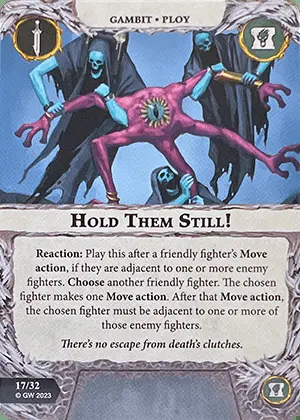 GAMBIT • PLOY
HOLD THEM STILL!
Reaction: Play this after a friendly fighter's Move
action, if they are adjacent to one or more enemy
fighters. Choose another friendly fighter. The chosen
fighter makes one Move action. After that Move action,
the chosen fighter must be adjacent to one or more of
those enemy fighters.
There's no escape from death's clutches.
17/32
© GW 2023